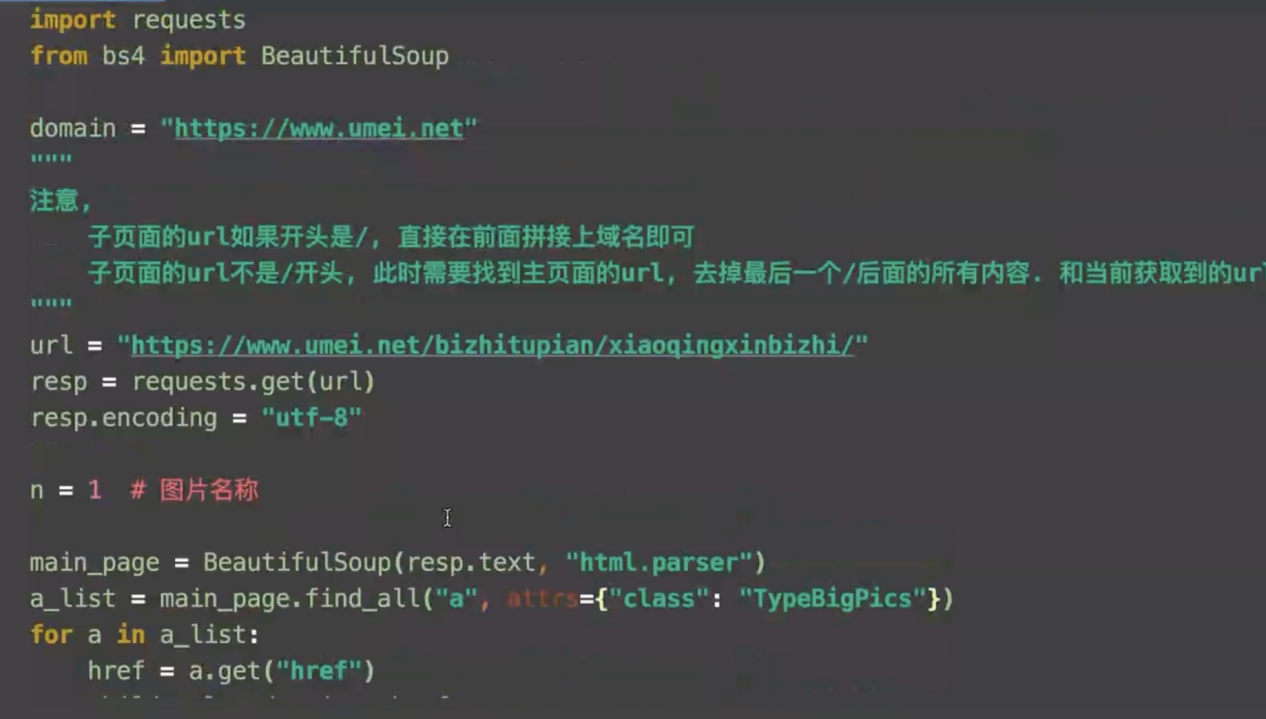 import requests
from bs4 import BeautifulSoup
domain = "https://www.umei.net"
"""
注意,
子页面的url如果开头是/, 直接在前面拼接上域名即可
子页面的url不是/开头, 此时需要找到主页面的url, 去掉最后一个/后面的所有内容. 和当前获取到的url
"""
url = "https://www.umei.net/bizhitupian/xiaoqingxinbizhi/"
resp = requests.get(url)
resp.encoding = "utf-8"
n = 1  # 图片名称
main_page = BeautifulSoup(resp.text, "html.parser")
a_list = main_page.find_all("a", attrs={"class": "TypeBigPics"})
for a in a_list:
    href = a.get("href")